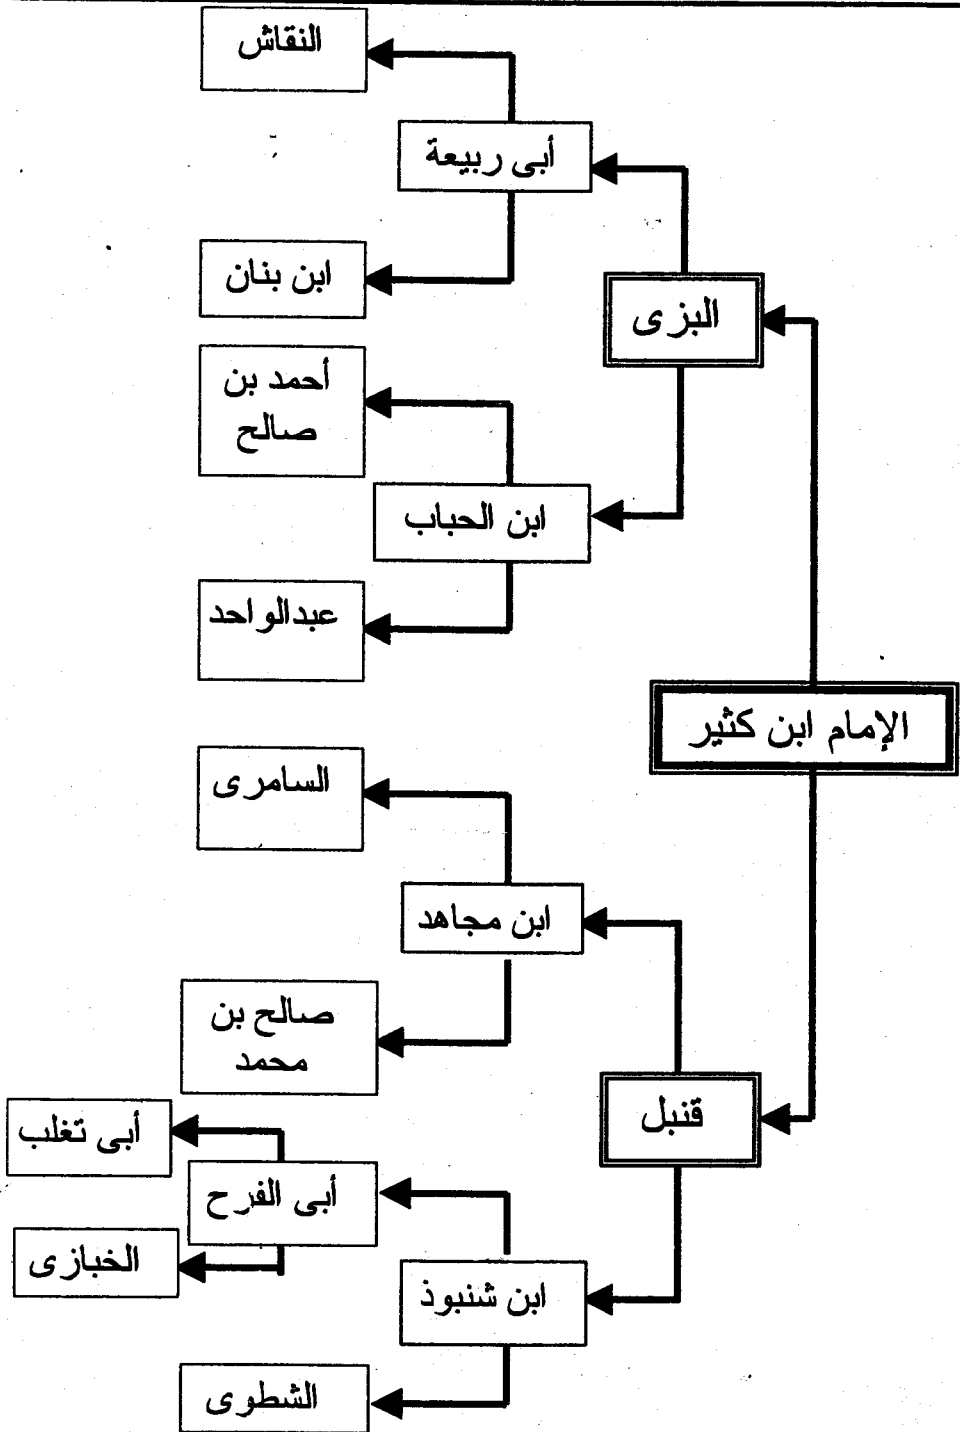 النقاش
أبى ربيعة
ابن بنان
البزى
أحمد بن
صالح
ابن الحباب
عبدالواحد
الإمام ابن كثير
السامرى
ابن مجاهد
صالح بن
محمد
قنبل
أبى تغلب
أبى الفرح
الخبازى
ابن شنبوذ
الشطوى